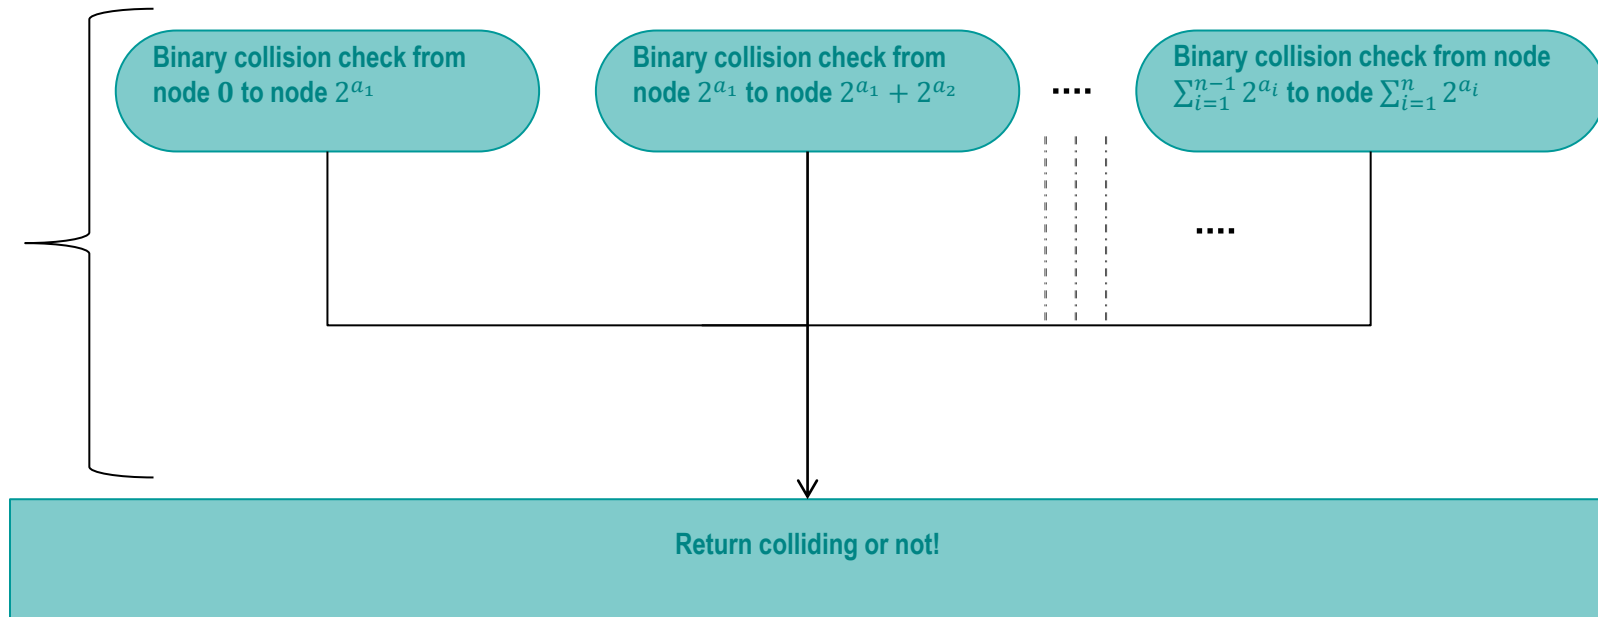 Binary collision check from
node 0 to node $2^{a_1}$
Binary collision check from
node $2^{a_1}$ to node $2^{a_1} + 2^{a_2}$
....
Binary collision check from node
$\sum_{i=1}^{n-1} 2^{a_i}$ to node $\sum_{i=1}^{n} 2^{a_i}$
....
Return colliding or not!